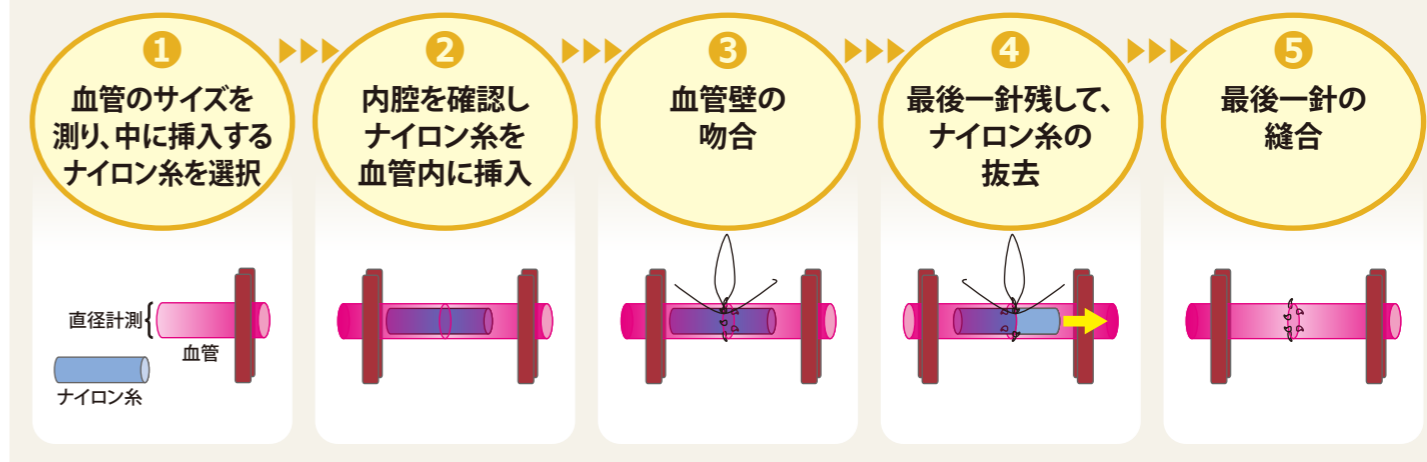 1
血管のサイズを
測り、中に挿入する
ナイロン糸を選択
直径計測
血管
ナイロン糸
2
内腔を確認し
ナイロン糸を
血管内に挿入
3
血管壁の
吻合
4
最後一針残して、
ナイロン糸の
抜去
5
最後一針の
縫合